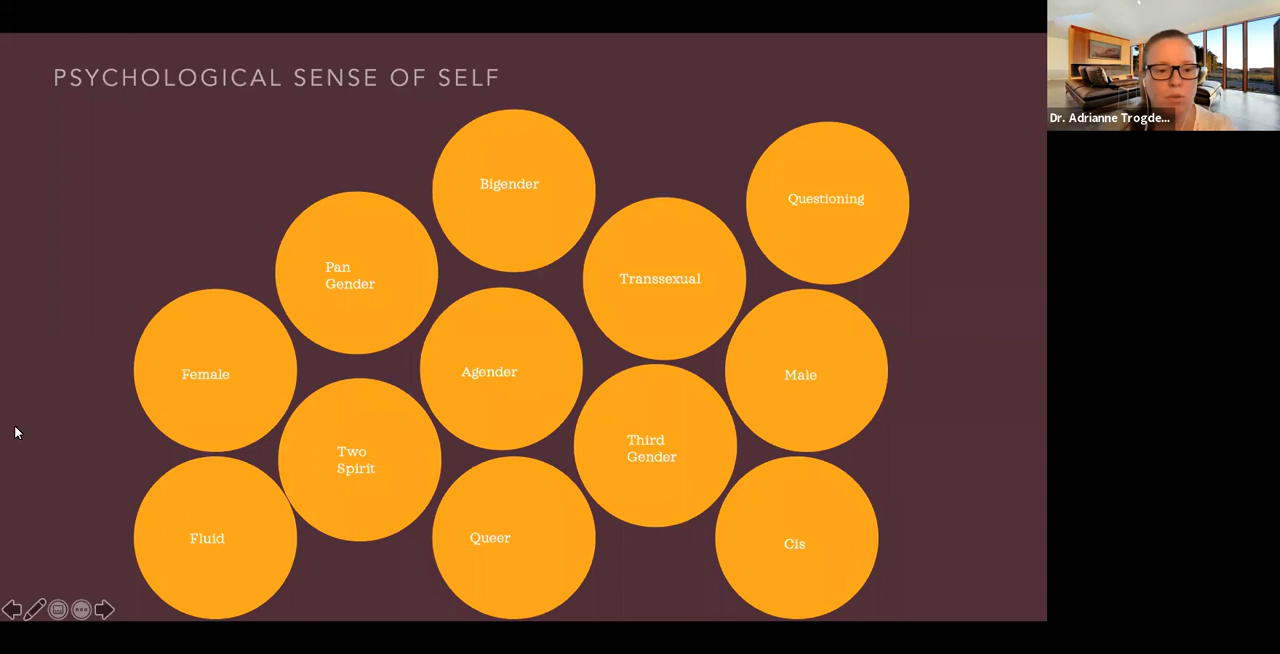 PSYCHOLOGICAL SENSE OF SELF
Dr. Adrianne Trogde...
Bigender
Questioning
Pan
Gender
Transsexual
Female
Agender
Male
Two
Spirit
Third
Gender
Fluid
Queer
Cis